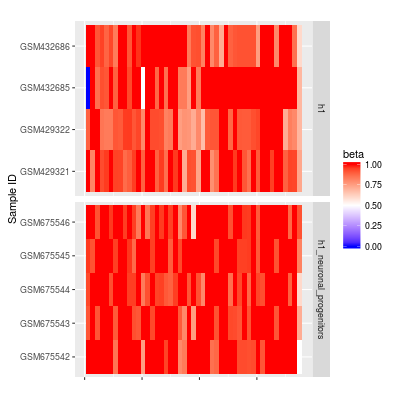 GSM432686
GSM432685
GSM429322
GSM429321
h1
GSM675546
GSM675545
GSM675544
GSM675543
GSM675542
h1_neuronal_progenitors
Sample ID
beta
1.00
0.75
0.50
0.25
0.00